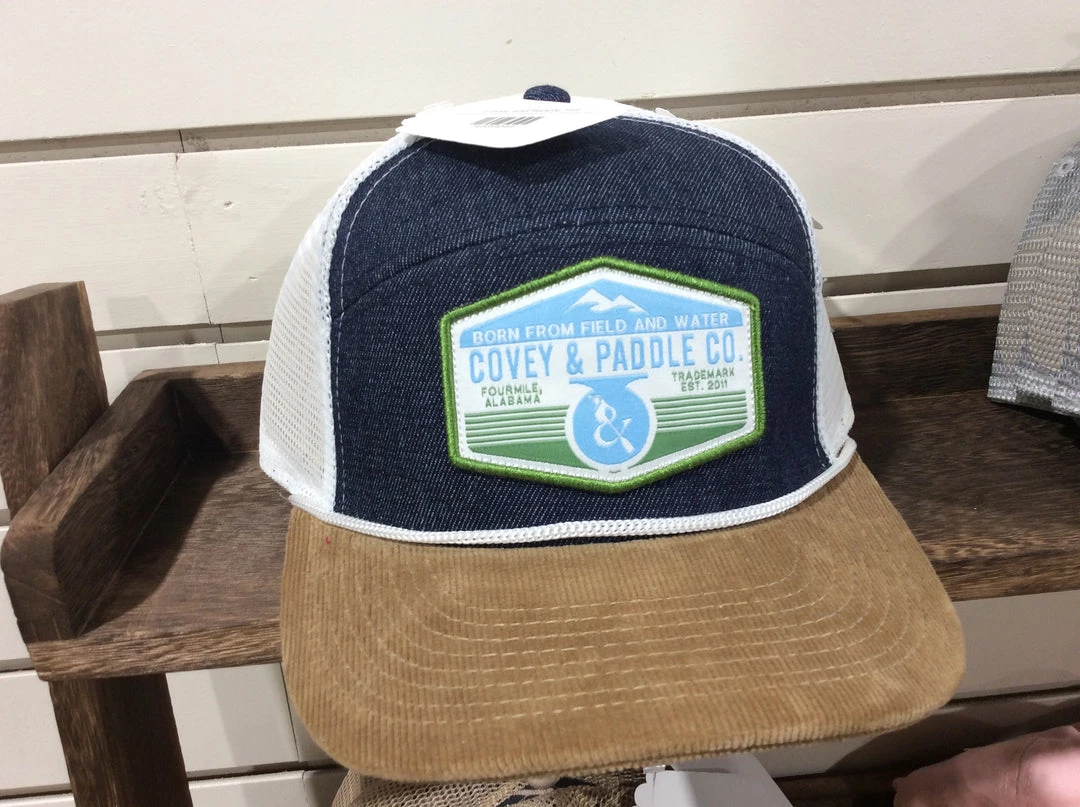 BORN FROM FIELD AND WATER
COVEY & PADDLE CO.
FOURMILE,
ALABAMA
TRADEMARK
EST. 2011
&